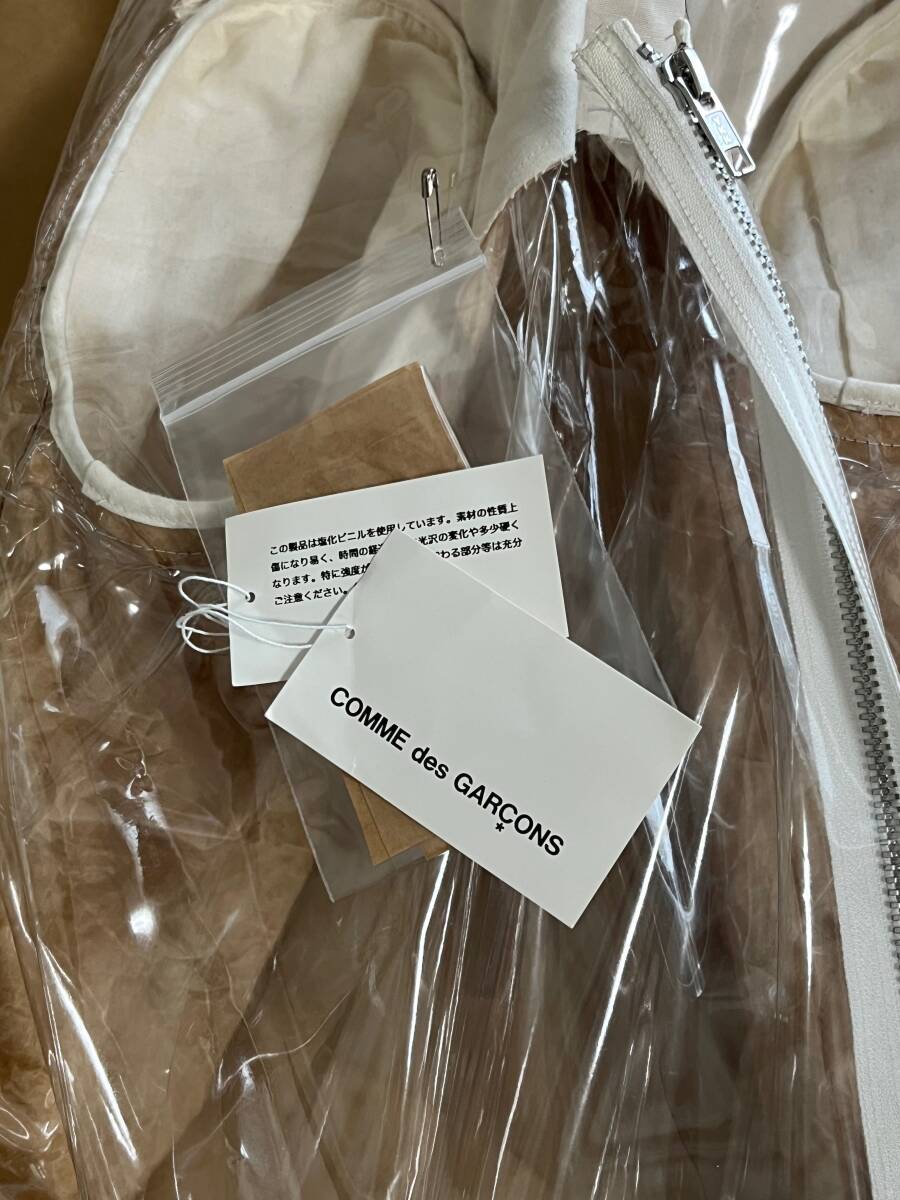 この製品は塩化ビニルを使用しています。素材の性質上
傷になり易く、時間の経 光沢の変化や多少硬く
なります。特に強度が わる部分等は充分
ご注意ください。
COMME des GARÇONS
*